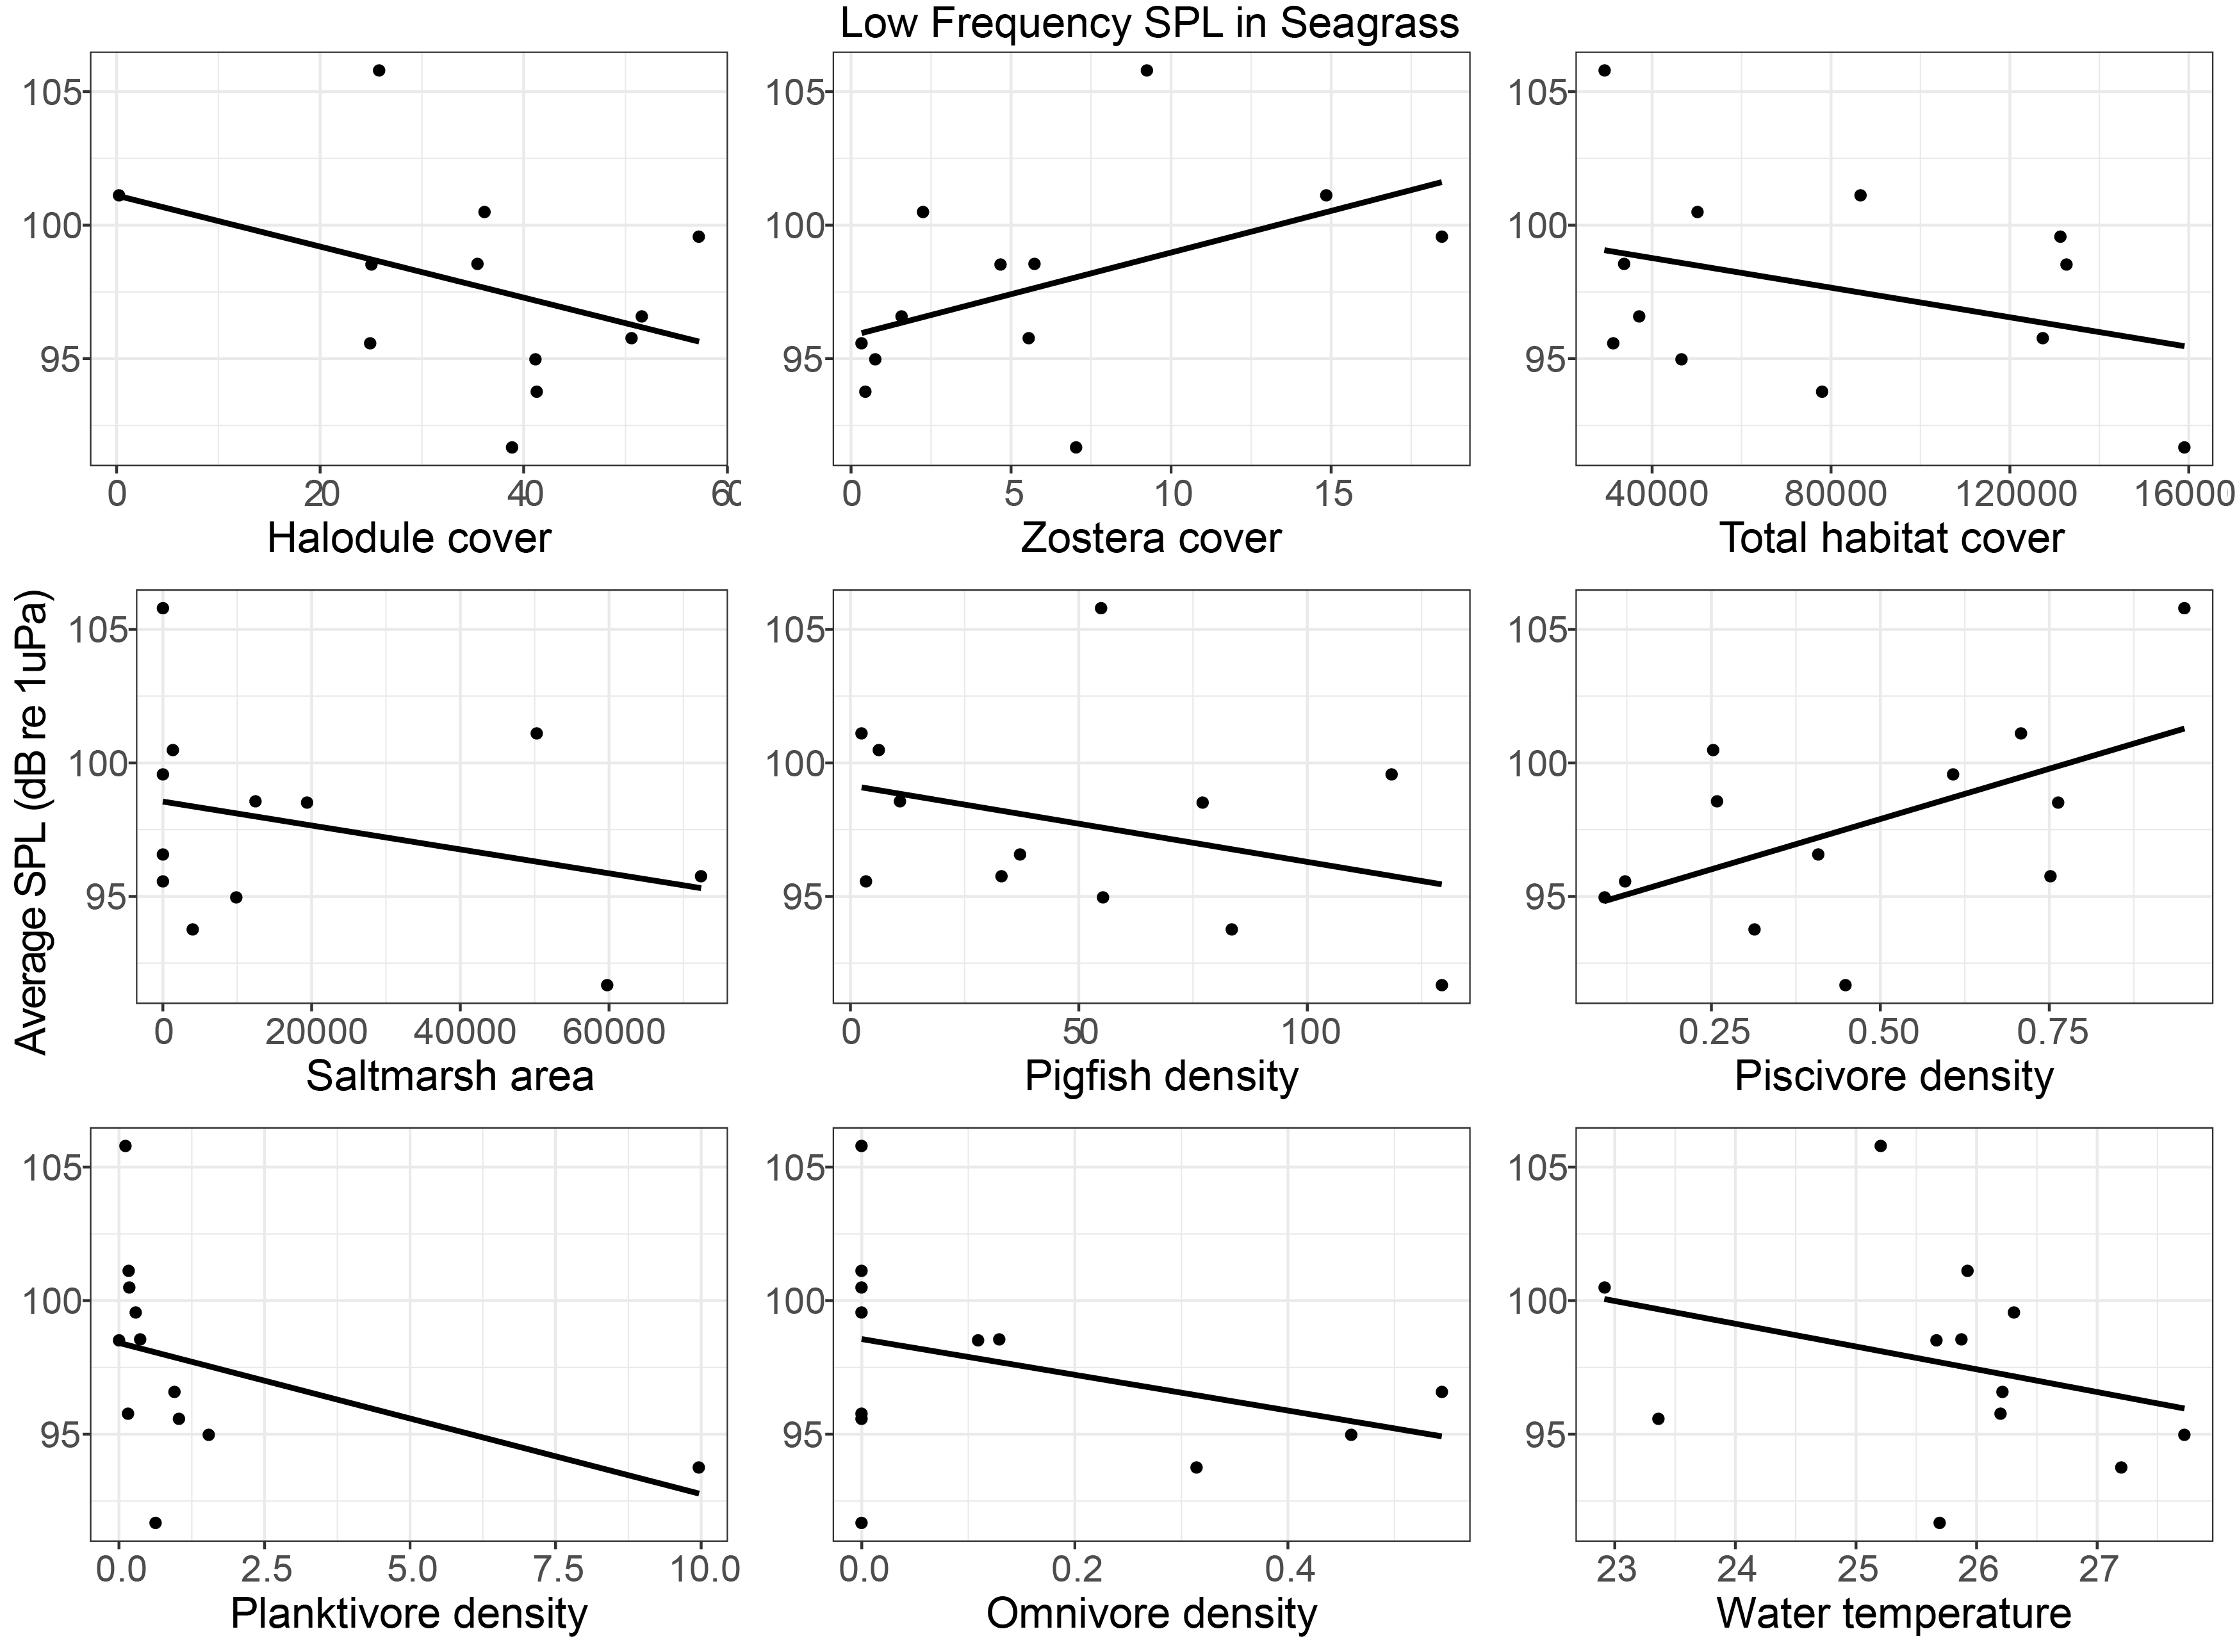 Low Frequency SPL in Seagrass
105
100
95
0 20 40 60
Halodule cover
105
100
95
0 5 10 15
Zostera cover
105
100
95
40000 80000 120000 16000
Total habitat cover
Average SPL (dB re 1uPa)
105
100
95
0 20000 40000 60000
Saltmarsh area
105
100
95
0 50 100
Pigfish density
105
100
95
0.25 0.50 0.75
Piscivore density
105
100
95
0.0 2.5 5.0 7.5 10.0
Planktivore density
105
100
95
0.0 0.2 0.4
Omnivore density
105
100
95
23 24 25 26 27
Water temperature